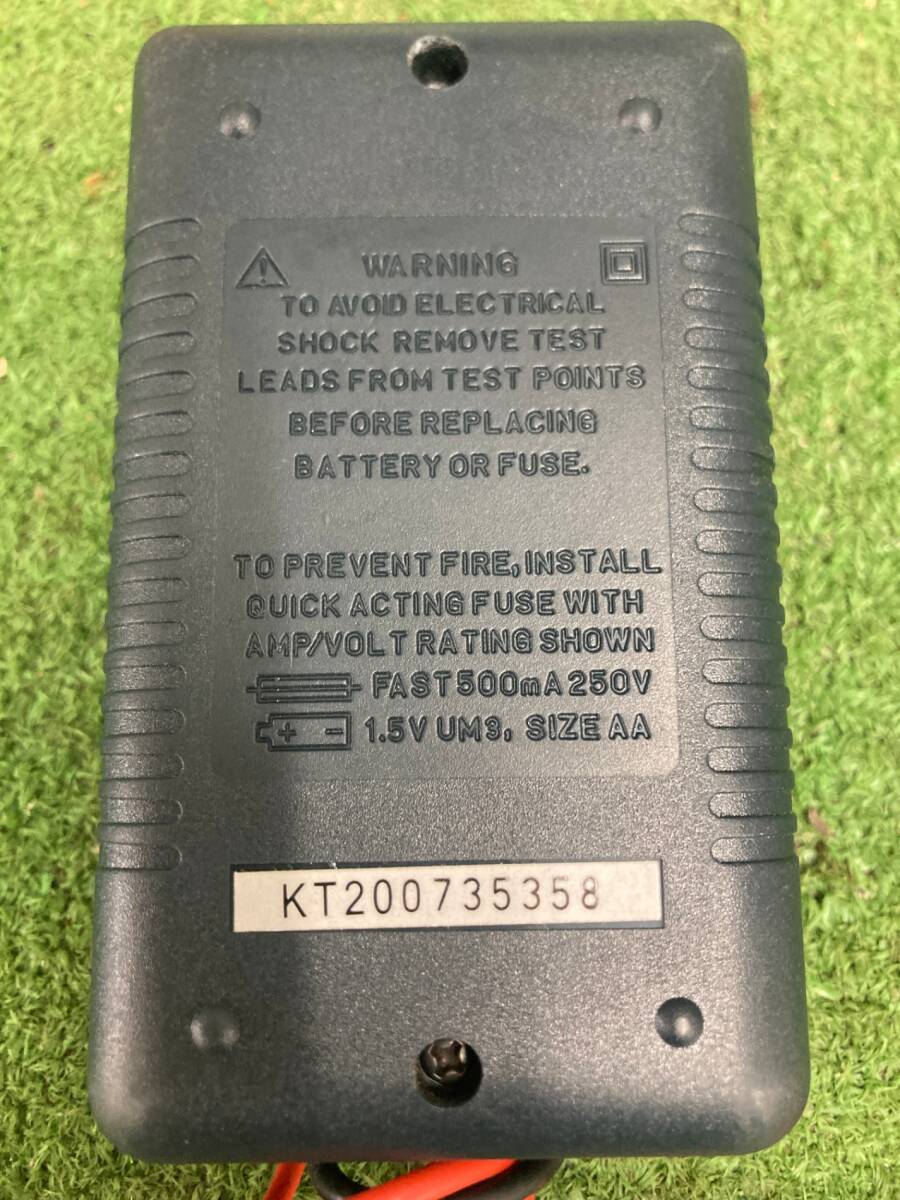 WARNING
TO AVOID ELECTRICAL
SHOCK REMOVE TEST
LEADS FROM TEST POINTS
BEFORE REPLACING
BATTERY OR FUSE.
TO PREVENT FIRE, INSTALL
QUICK ACTING FUSE WITH
AMP/VOLT RATING SHOWN
FAST 500mA 250V
+ − 1.5V UM3, SIZE AA
KT200735358